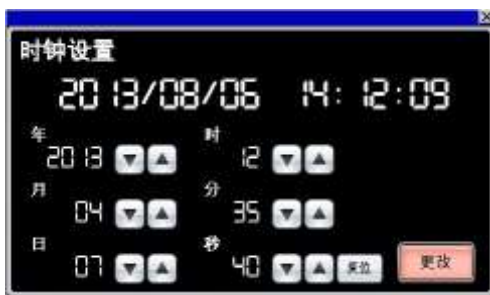 时钟设置
2013/08/06 14:12:09
年 时
2013 12
月 分
04 35
日 秒
07 40 复位 更改